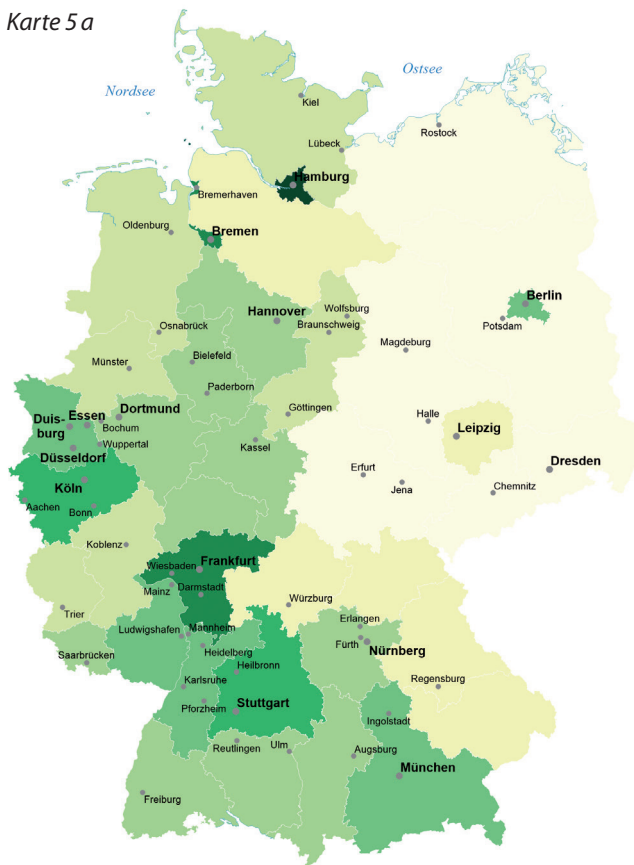 Karte 5 a
Nordsee
Ostsee
Kiel
Rostock
Lübeck
Hamburg
Bremerhaven
Oldenburg
Bremen
Berlin
Potsdam
Hannover
Wolfsburg
Braunschweig
Osnabrück
Magdeburg
Bielefeld
Münster
Paderborn
Göttingen
Halle
Leipzig
Duis-
burg
Essen
Dortmund
Bochum
Wuppertal
Düsseldorf
Kassel
Dresden
Erfurt
Jena
Chemnitz
Köln
Aachen
Bonn
Koblenz
Wiesbaden
Frankfurt
Mainz
Darmstadt
Würzburg
Trier
Erlangen
Fürth
Nürnberg
Ludwigshafen
Mannheim
Heidelberg
Saarbrücken
Heilbronn
Karlsruhe
Regensburg
Pforzheim
Stuttgart
Ingolstadt
Reutlingen
Ulm
Augsburg
München
Freiburg